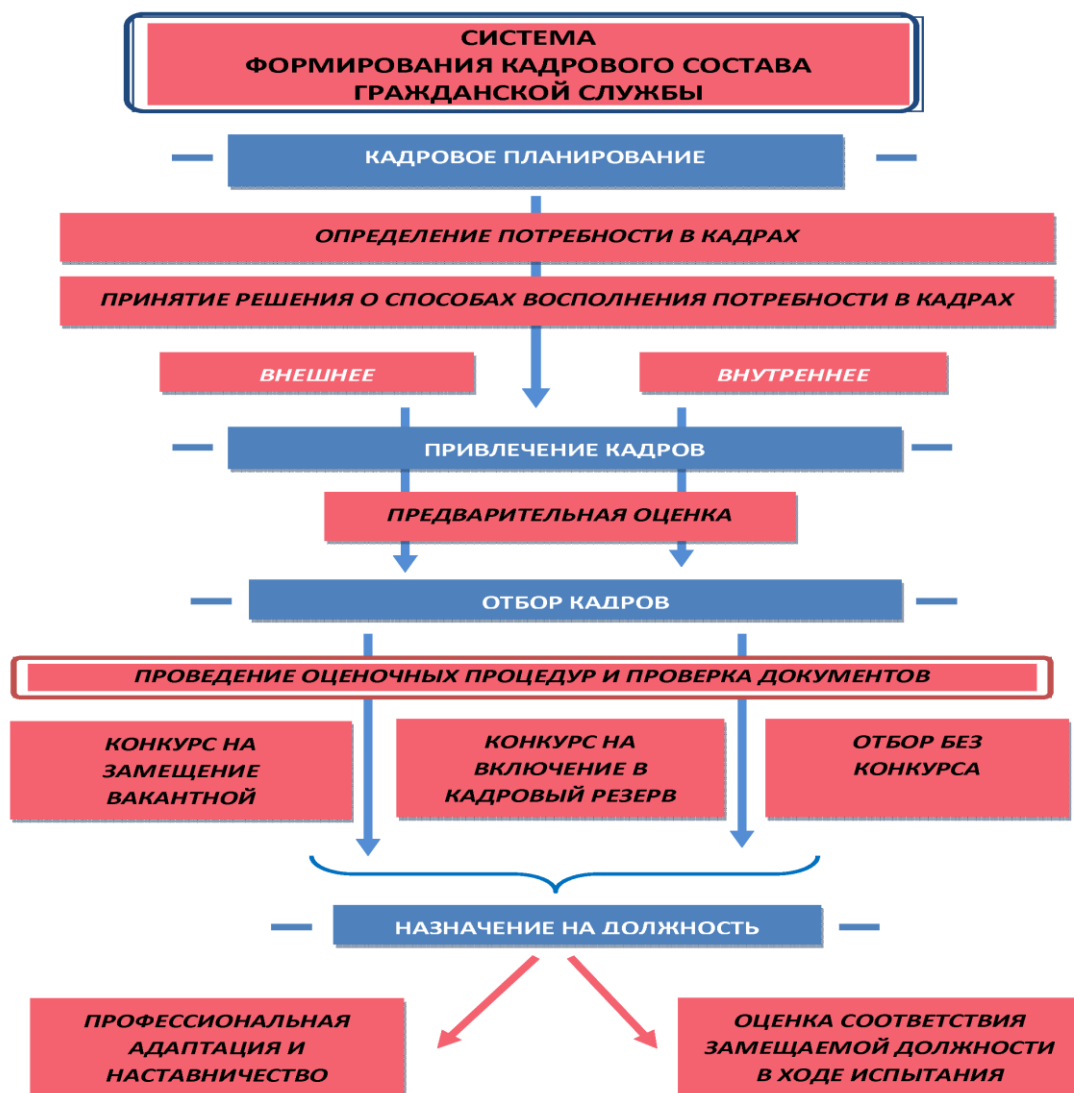 СИСТЕМА
ФОРМИРОВАНИЯ КАДРОВОГО СОСТАВА
ГРАЖДАНСКОЙ СЛУЖБЫ
КАДРОВОЕ ПЛАНИРОВАНИЕ
ОПРЕДЕЛЕНИЕ ПОТРЕБНОСТИ В КАДРАХ
ПРИНЯТИЕ РЕШЕНИЯ О СПОСОБАХ ВОСПОЛНЕНИЯ ПОТРЕБНОСТИ В КАДРАХ
ВНЕШНЕЕ
ВНУТРЕННЕЕ
ПРИВЛЕЧЕНИЕ КАДРОВ
ПРЕДВАРИТЕЛЬНАЯ ОЦЕНКА
ОТБОР КАДРОВ
ПРОВЕДЕНИЕ ОЦЕНОЧНЫХ ПРОЦЕДУР И ПРОВЕРКА ДОКУМЕНТОВ
КОНКУРС НА
ЗАМЕЩЕНИЕ
ВАКАНТНОЙ
КОНКУРС НА
ВКЛЮЧЕНИЕ В
КАДРОВЫЙ РЕЗЕРВ
ОТБОР БЕЗ
КОНКУРСА
НАЗНАЧЕНИЕ НА ДОЛЖНОСТЬ
ПРОФЕССИОНАЛЬНАЯ
АДАПТАЦИЯ И
НАСТАВНИЧЕСТВО
ОЦЕНКА СООТВЕТСТВИЯ
ЗАМЕЩАЕМОЙ ДОЛЖНОСТИ
В ХОДЕ ИСПЫТАНИЯ